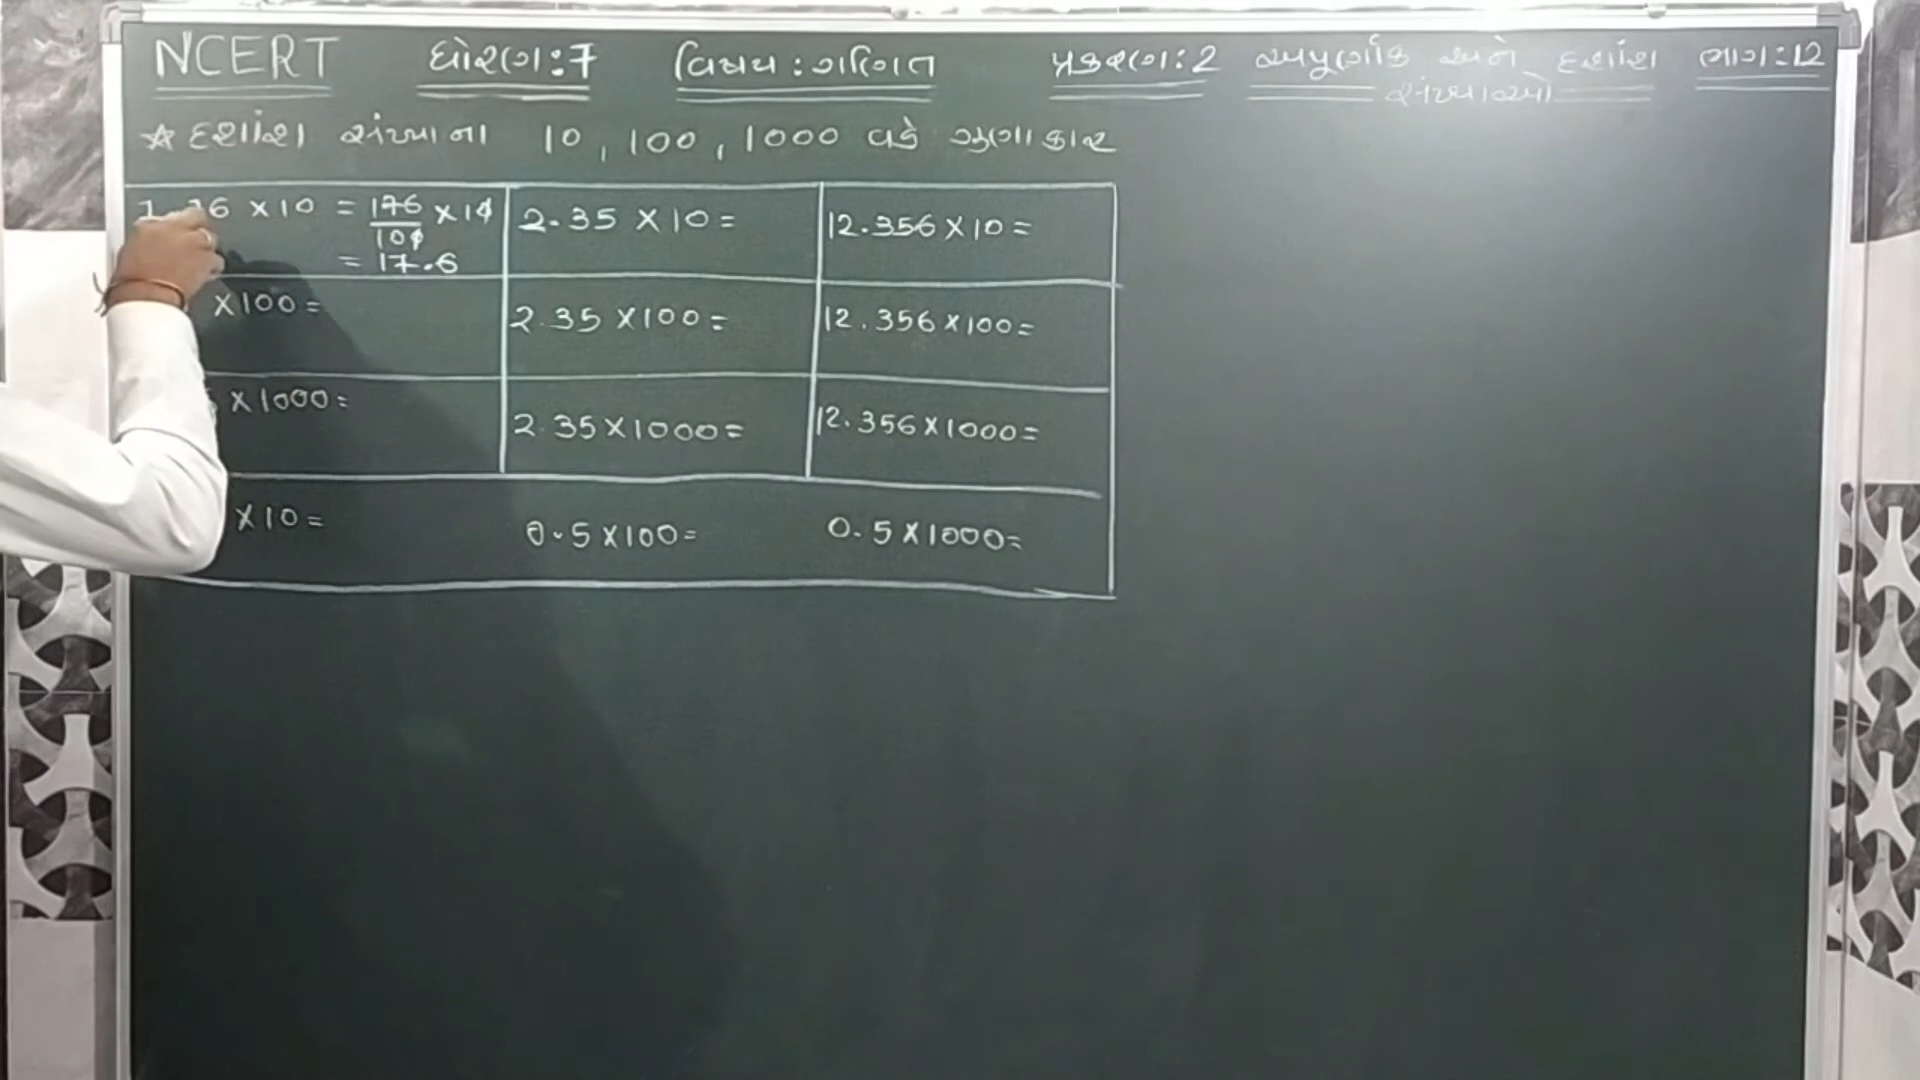 NCERT ધોરણ:7 વિષય:ગણિત પ્રકરણ:2 અપૂર્ણાંક અને દશાંશ ભાગ:12
સંખ્યાઓ
☆ દશાંશ સંખ્યાના 10, 100, 1000 વડે ગુણાકાર
6 ×10 = 176/100 ×10 2.35 ×10= 12.356×10=
= 17.6
×100= 2.35 ×100= 12.356×100=
×1000= 2.35×1000= 12.356×1000=
×10= 0.5×100= 0.5×1000=